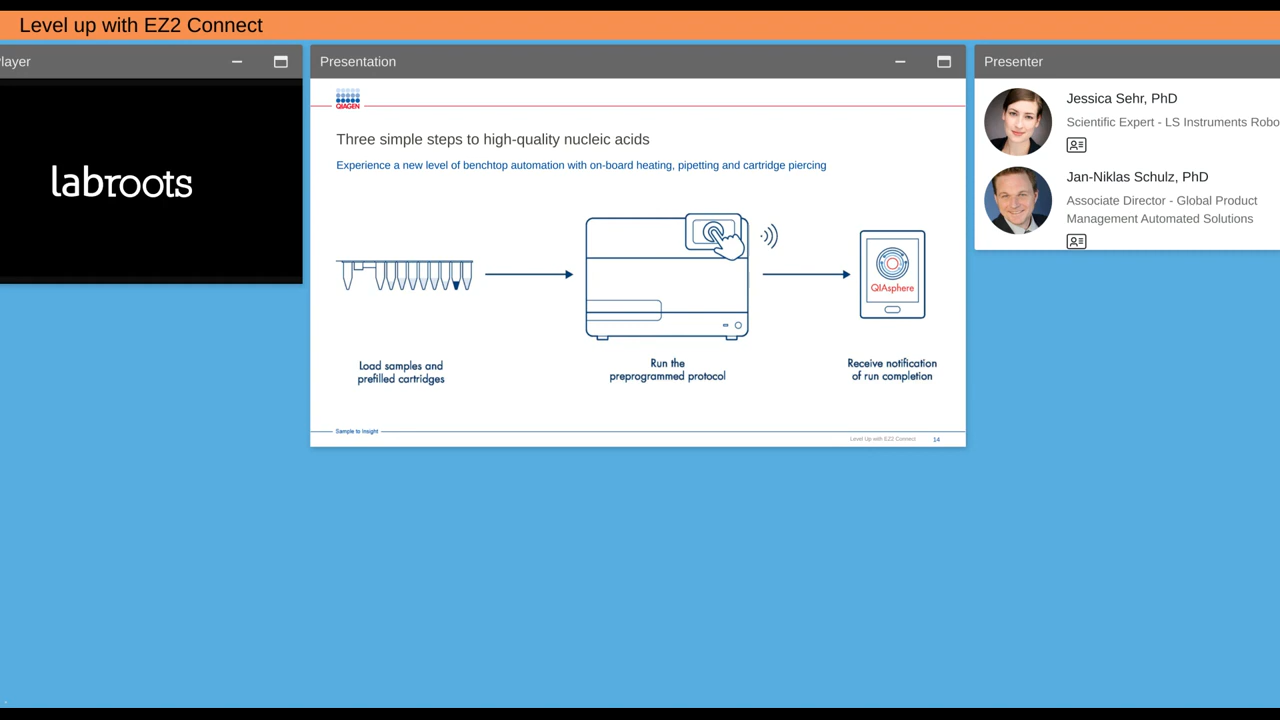 Level up with EZ2 Connect
layer
labroots
Presentation
QIAGEN
Three simple steps to high-quality nucleic acids
Experience a new level of benchtop automation with on-board heating, pipetting and cartridge piercing
QIAsphere
Load samples and
prefilled cartridges
Run the
preprogrammed protocol
Receive notification
of run completion
Sample to Insight
Level Up with EZ2 Connect
14
Presenter
Jessica Sehr, PhD
Scientific Expert - LS Instruments Robo
Jan-Niklas Schulz, PhD
Associate Director - Global Product
Management Automated Solutions